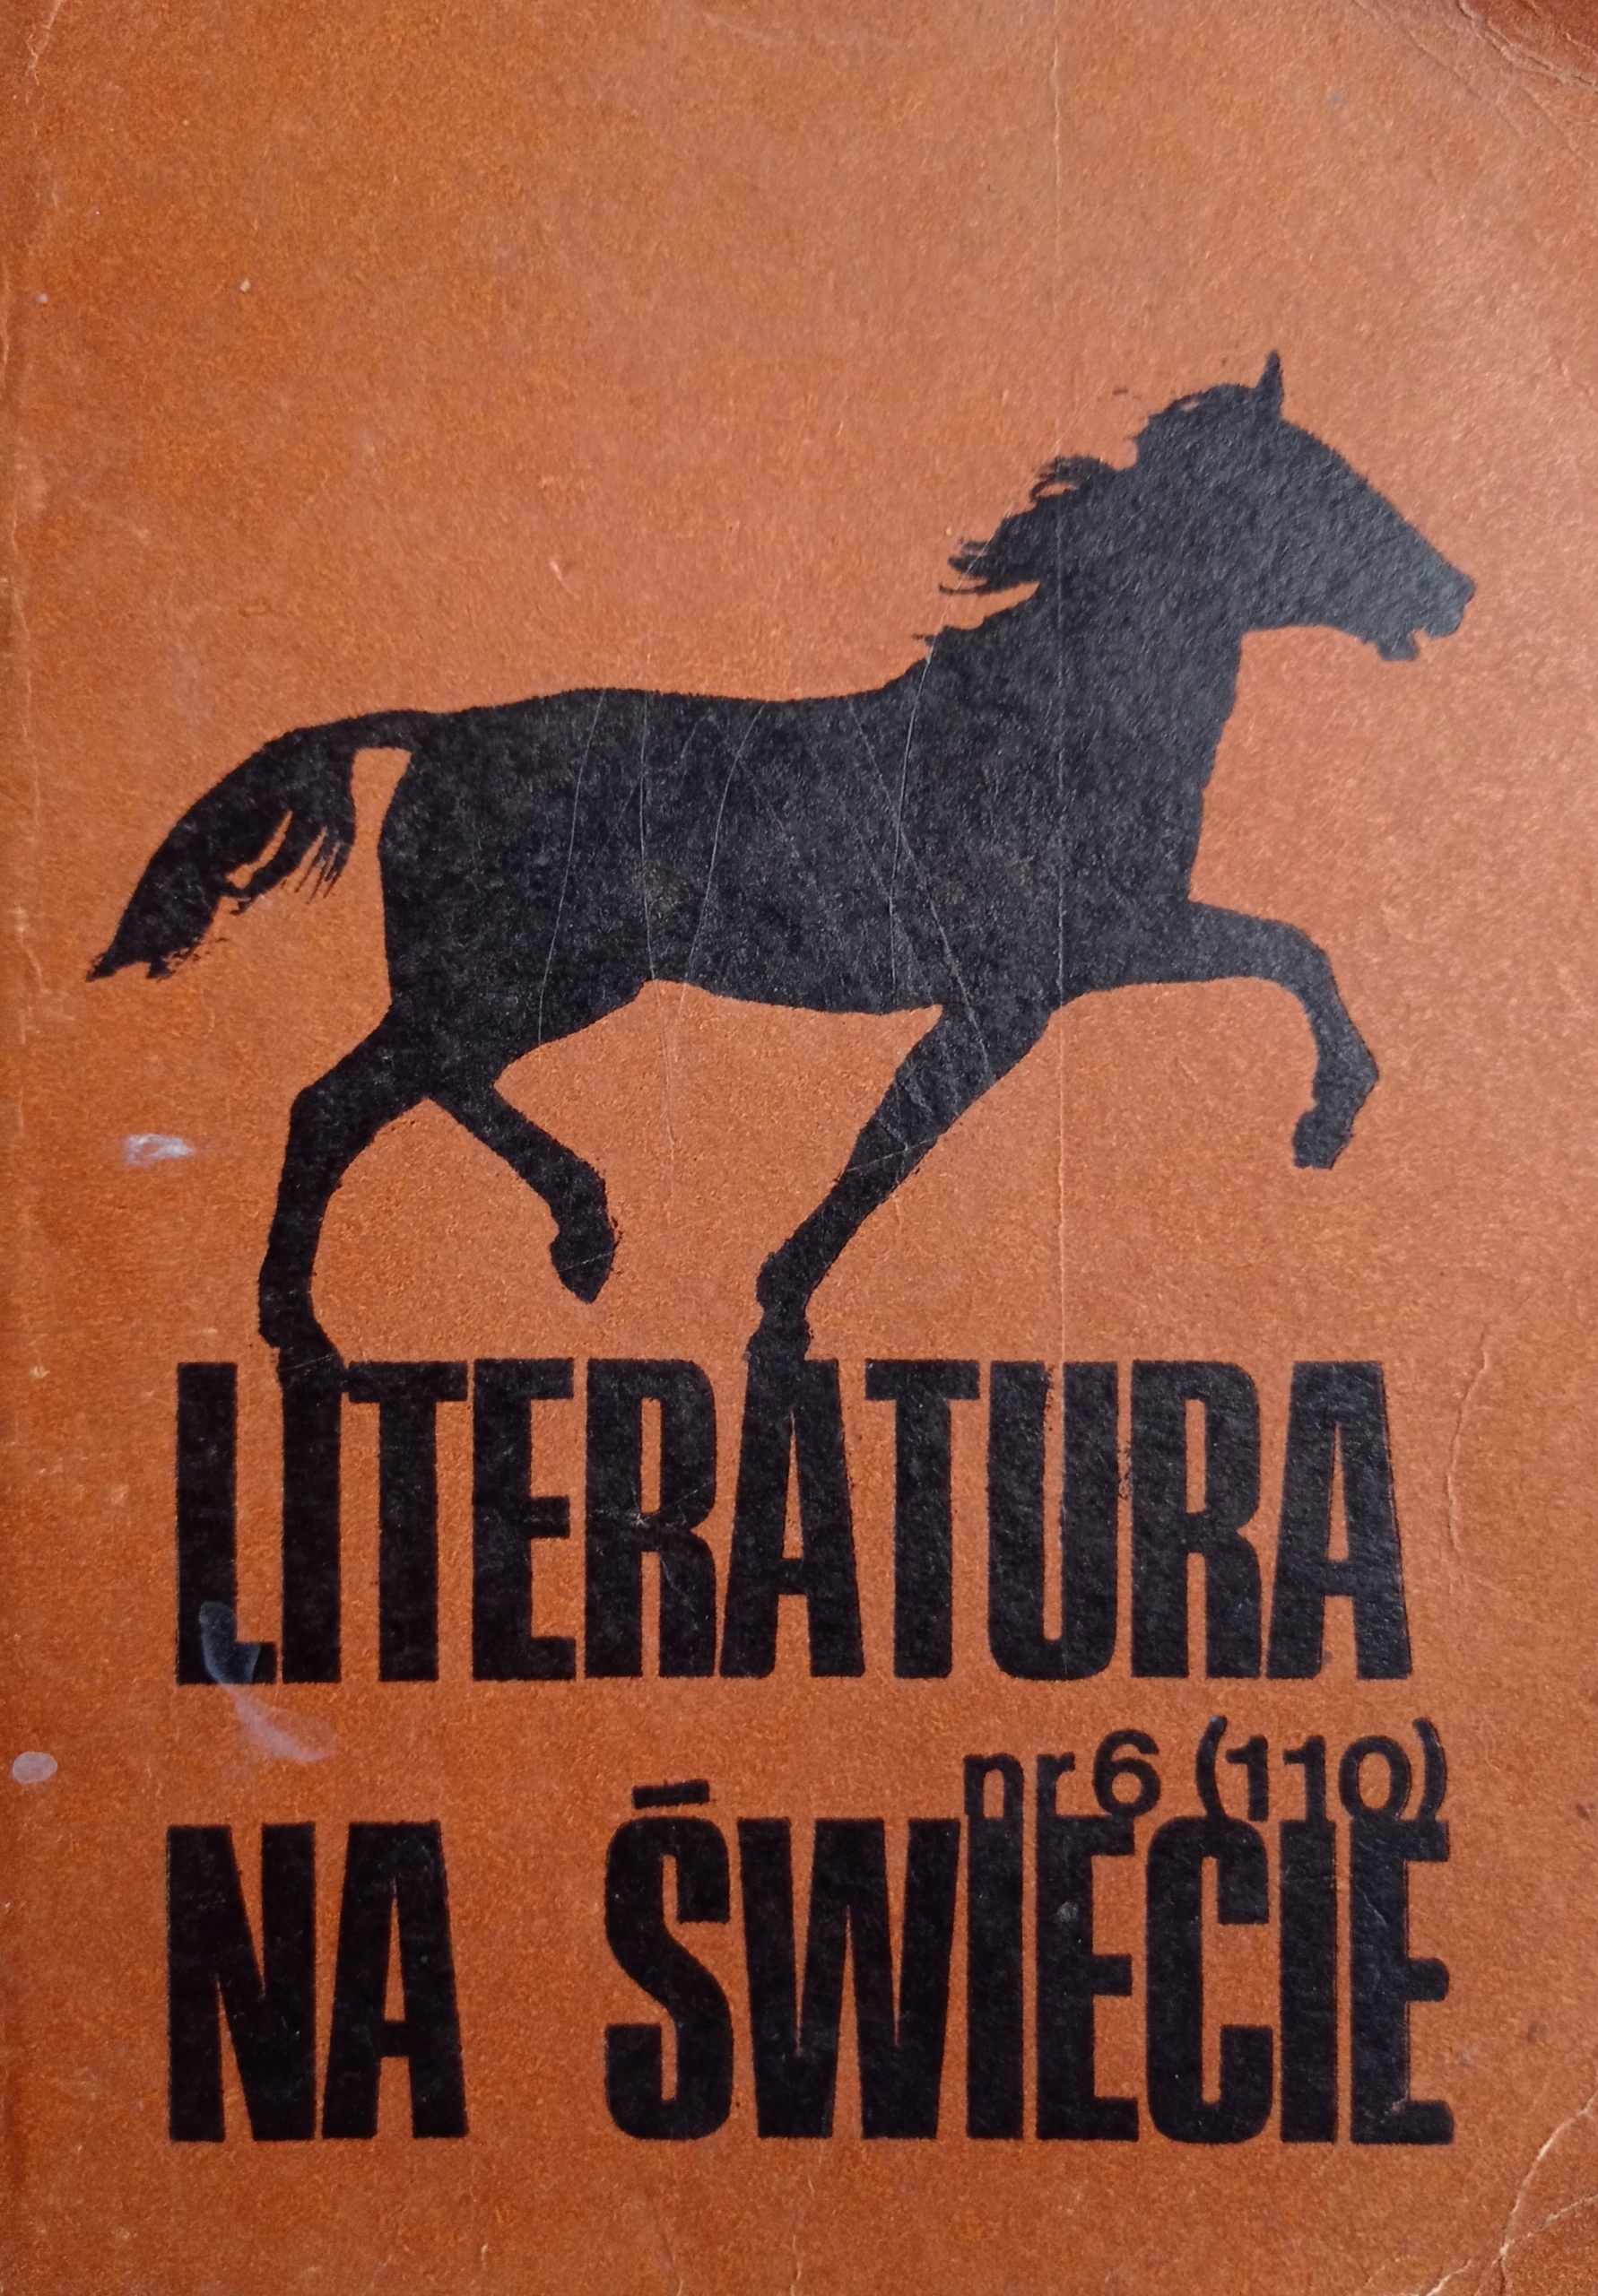 LITERATURA
nr 6 (110)
NA ŚWIECIE